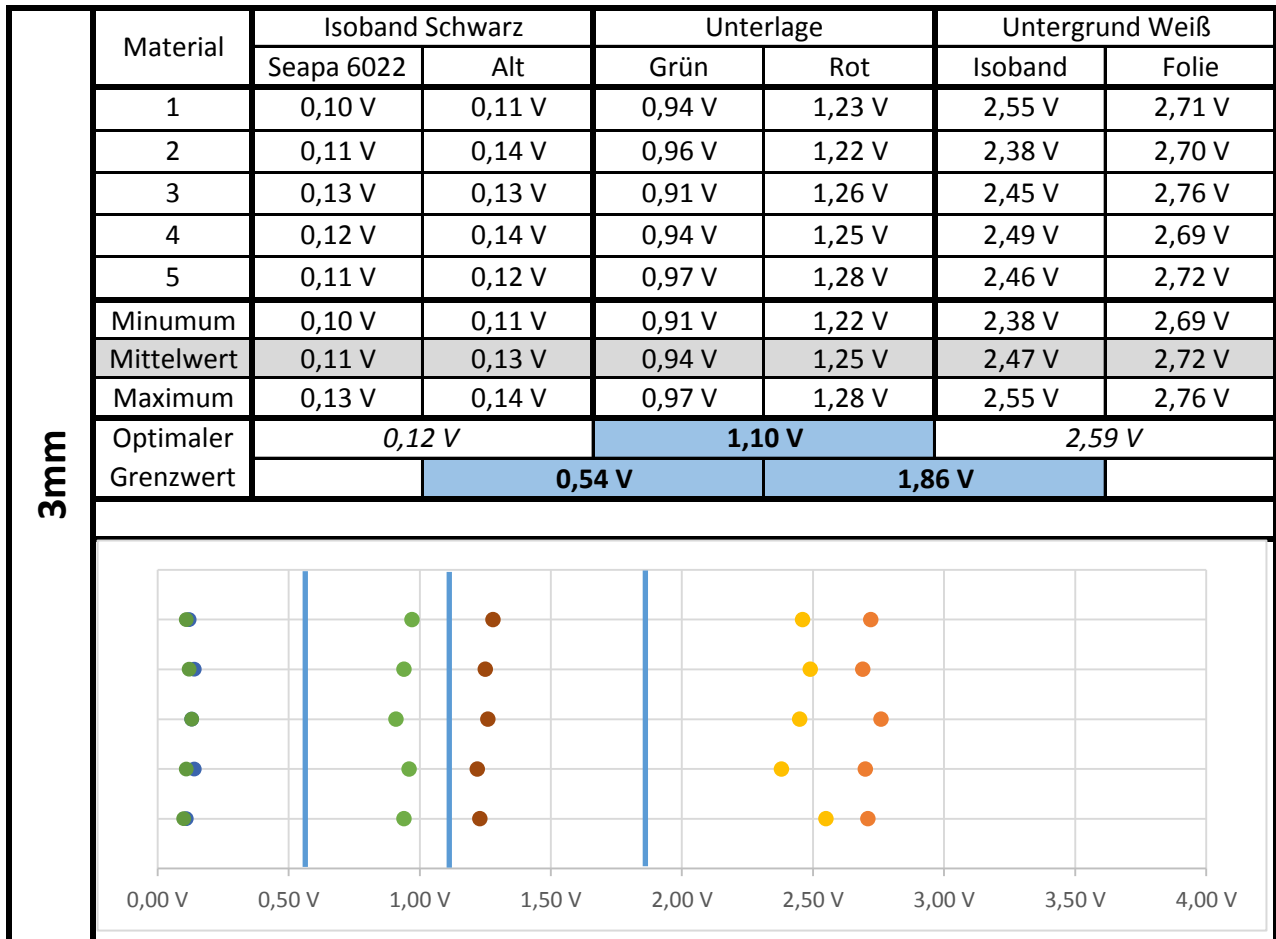 Material Isoband Schwarz Unterlage Untergrund Weiß
Seapa 6022 Alt Grün Rot Isoband Folie
1 0,10 V 0,11 V 0,94 V 1,23 V 2,55 V 2,71 V
2 0,11 V 0,14 V 0,96 V 1,22 V 2,38 V 2,70 V
3 0,13 V 0,13 V 0,91 V 1,26 V 2,45 V 2,76 V
4 0,12 V 0,14 V 0,94 V 1,25 V 2,49 V 2,69 V
5 0,11 V 0,12 V 0,97 V 1,28 V 2,46 V 2,72 V
Minumum 0,10 V 0,11 V 0,91 V 1,22 V 2,38 V 2,69 V
Mittelwert 0,11 V 0,13 V 0,94 V 1,25 V 2,47 V 2,72 V
Maximum 0,13 V 0,14 V 0,97 V 1,28 V 2,55 V 2,76 V
Optimaler 0,12 V 1,10 V 2,59 V
Grenzwert 0,54 V 1,86 V
3mm
0,00 V 0,50 V 1,00 V 1,50 V 2,00 V 2,50 V 3,00 V 3,50 V 4,00 V